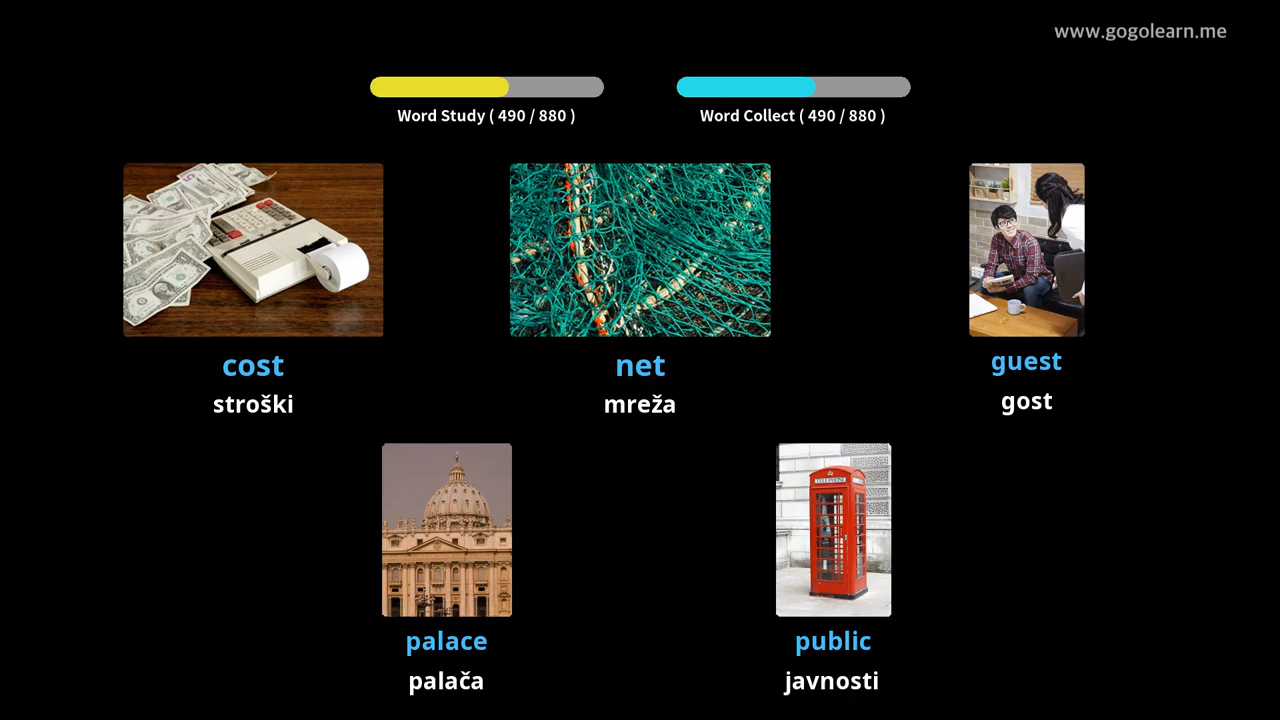 www.gogolearn.me
Word Study ( 490 / 880 )
Word Collect ( 490 / 880 )
cost
stroški
net
mreža
guest
gost
TELEPHONE
palace
palača
public
javnosti